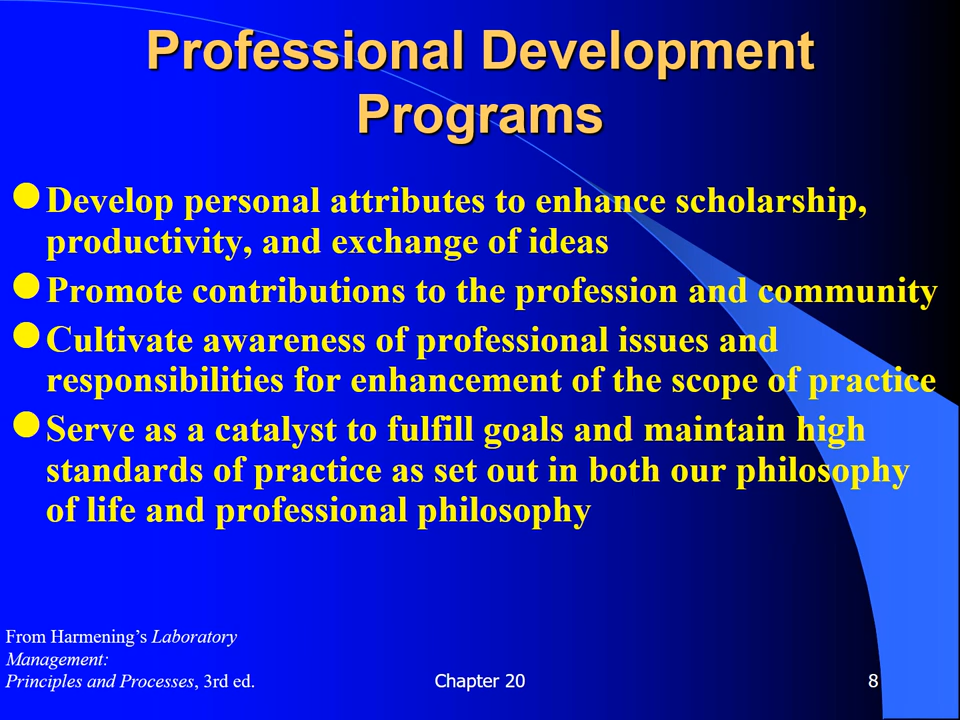 Professional Development
Programs
Develop personal attributes to enhance scholarship,
productivity, and exchange of ideas
Promote contributions to the profession and community
Cultivate awareness of professional issues and
responsibilities for enhancement of the scope of practice
Serve as a catalyst to fulfill goals and maintain high
standards of practice as set out in both our philosophy
of life and professional philosophy
From Harmening’s Laboratory
Management:
Principles and Processes, 3rd ed.
Chapter 20
8